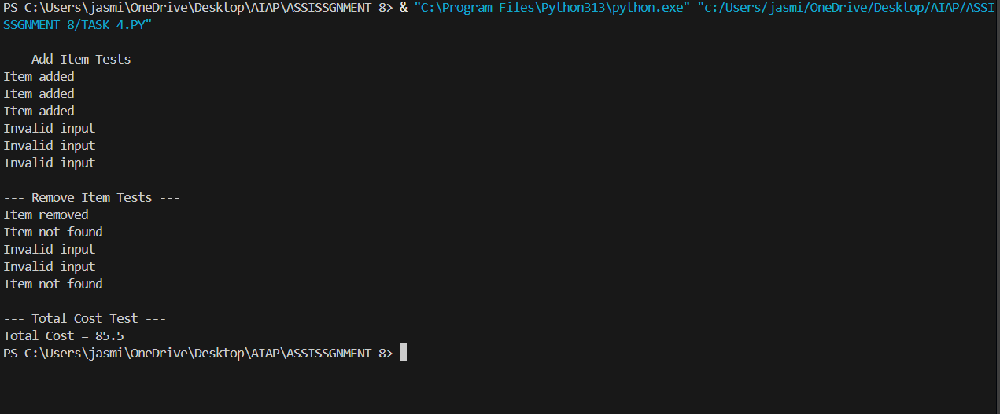 PS C:\Users\jasmi\OneDrive\Desktop\AIAP\ASSISSGNMENT 8> & "C:\Program Files\Python313\python.exe" "c:/Users/jasmi/OneDrive/Desktop/AIAP/ASSI
SSGNMENT 8/TASK 4.PY"
--- Add Item Tests ---
Item added
Item added
Item added
Invalid input
Invalid input
Invalid input
--- Remove Item Tests ---
Item removed
Item not found
Invalid input
Invalid input
Item not found
--- Total Cost Test ---
Total Cost = 85.5
PS C:\Users\jasmi\OneDrive\Desktop\AIAP\ASSISSGNMENT 8>